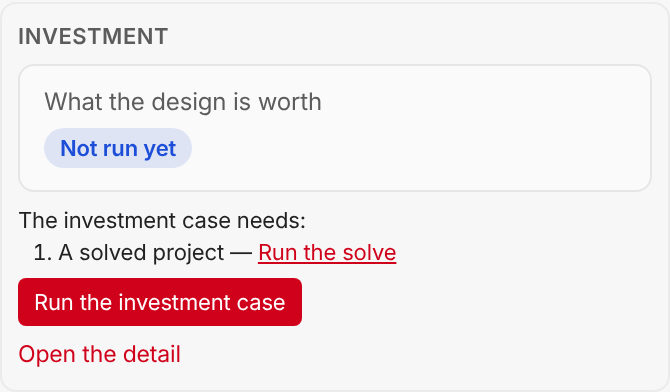 INVESTMENT
What the design is worth
Not run yet
The investment case needs:
1. A solved project — Run the solve
Run the investment case
Open the detail